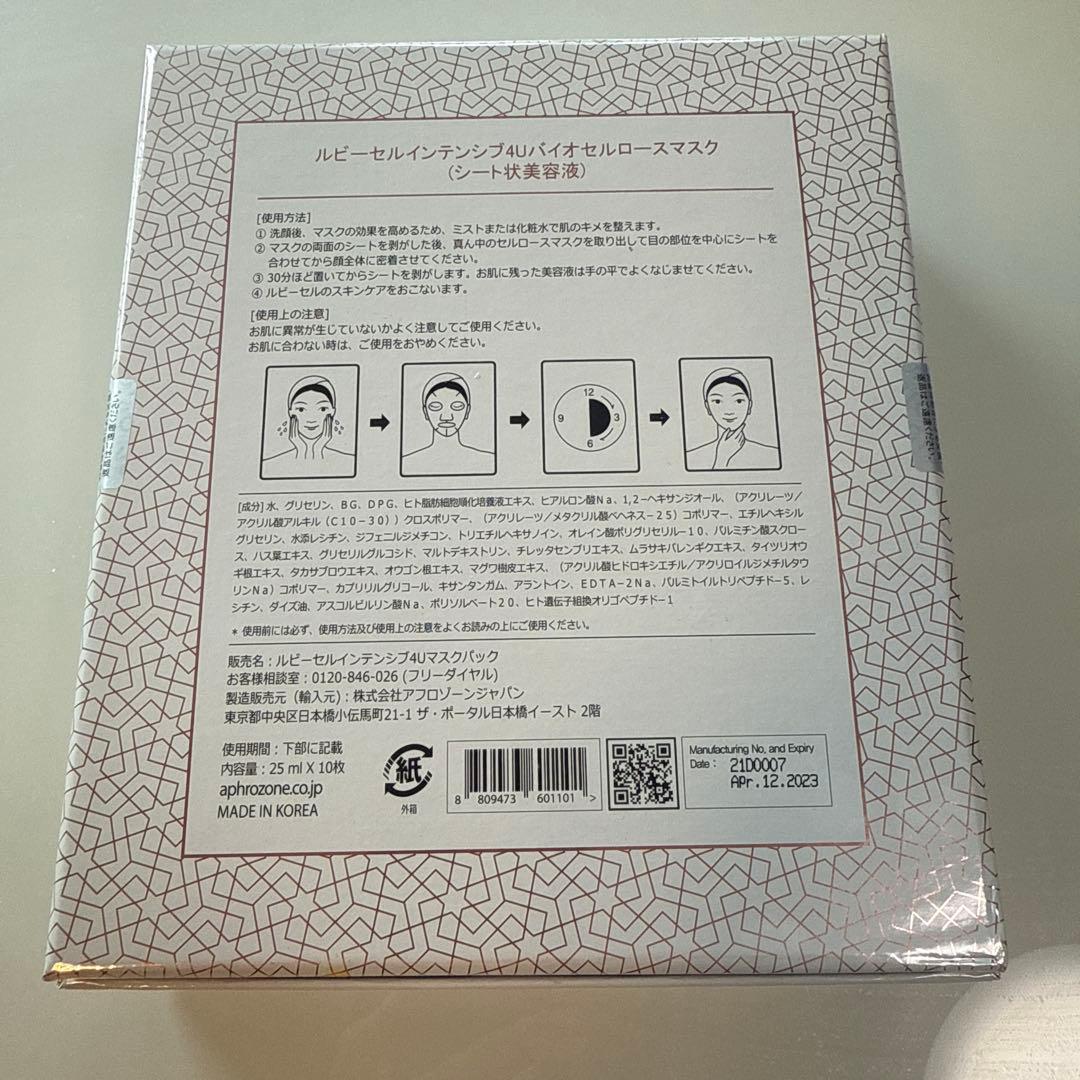 ルビーセルインテンシブ4Uバイオセルロースマスク
(シート状美容液)
[使用方法]
① 洗顔後、マスクの効果を高めるため、ミストまたは化粧水で肌のキメを整えます。
② マスクの両面のシートを剥がした後、真ん中のセルロースマスクを取り出して目の部位を中心にシートを
合わせてから顔全体に密着させてください。
③ 30分ほど置いてからシートを剥がします。お肌に残った美容液は手の平でよくなじませてください。
④ ルビーセルのスキンケアをおこないます。
[使用上の注意]
お肌に異常が生じていないかよく注意してご使用ください。
お肌に合わない時は、ご使用をおやめください。
12
9 3
6
返品はご遠慮ください。
返品はご遠慮ください。
[成分] 水、グリセリン、BG、DPG、ヒト脂肪細胞順化培養液エキス、ヒアルロン酸Na、1,2-ヘキサンジオール、(アクリレーツ/
アクリル酸アルキル(C10-30))クロスポリマー、(アクリレーツ/メタクリル酸ベヘネス-25)コポリマー、エチルヘキシル
グリセリン、水添レシチン、ジフェニルジメチコン、トリエチルヘキサノイン、オレイン酸ポリグリセリル-10、パルミチン酸スクロー
ス、ハス葉エキス、グリセリルグルコシド、マルトデキストリン、チレッタセンブリエキス、ムラサキバレンギクエキス、タイツリオウ
ギ根エキス、タカサブロウエキス、オウゴン根エキス、マグワ樹皮エキス、(アクリル酸ヒドロキシエチル/アクリロイルジメチルタウ
リンNa)コポリマー、カプリリルグリコール、キサンタンガム、アラントイン、EDTA-2Na、パルミトイルトリペプチド-5、レ
シチン、ダイズ油、アスコルビルリン酸Na、ポリソルベート20、ヒト遺伝子組換オリゴペプチド-1
* 使用前には必ず、使用方法及び使用上の注意をよくお読みの上にご使用ください。
販売名:ルビーセルインテンシブ4Uマスクパック
お客様相談室:0120-846-026 (フリーダイヤル)
製造販売元(輸入元):株式会社アフロゾーンジャパン
東京都中央区日本橋小伝馬町21-1 ザ・ポータル日本橋イースト 2階
使用期間:下部に記載
内容量:25 ml X 10枚
aphrozone.co.jp
MADE IN KOREA
紙
外箱
8 809473 601101 >
Manufacturing No, and Expiry
Date : 21D0007
Apr.12.2023